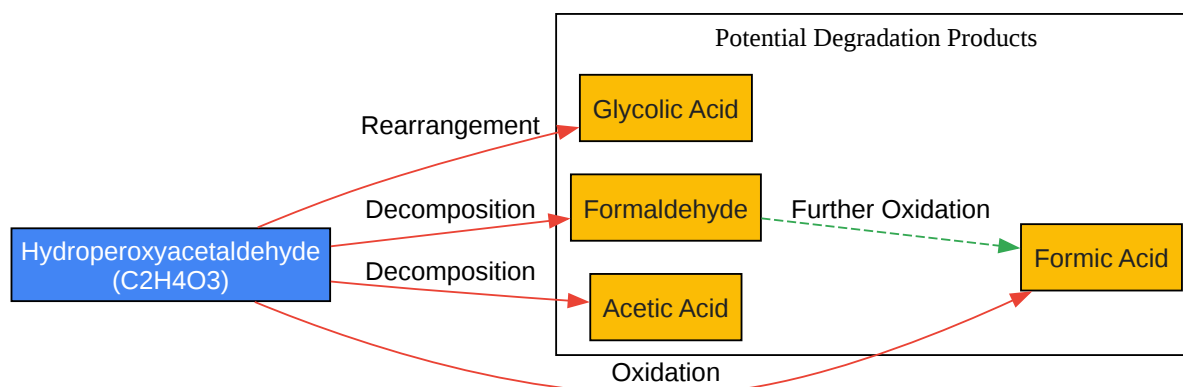 Potential Degradation Products
Glycolic Acid
Rearrangement
Decomposition
Formaldehyde
Further Oxidation
Hydroperoxyacetaldehyde
(C2H4O3)
Decomposition
Formic Acid
Acetic Acid
Oxidation